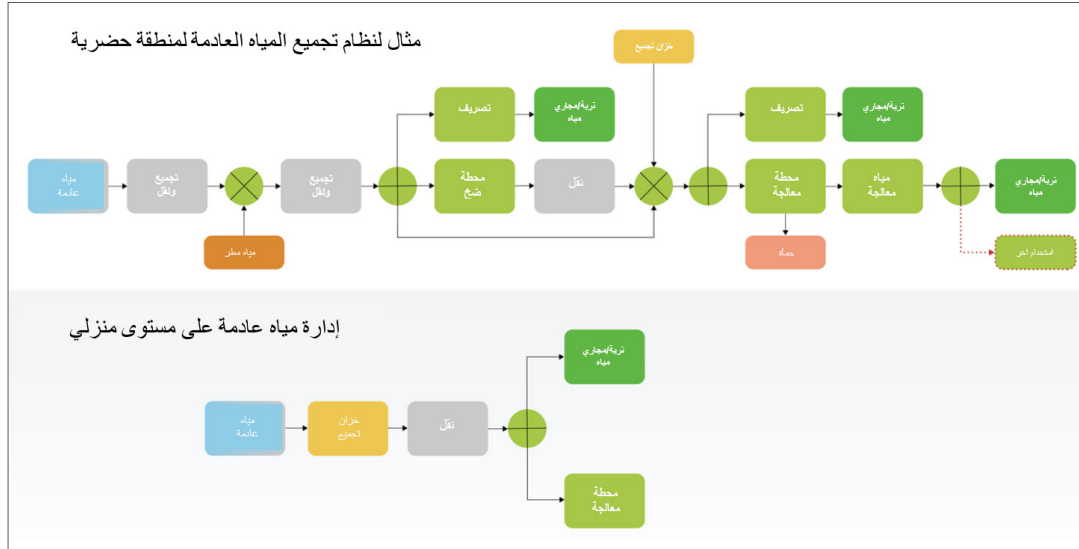 مثال لنظام تجميع المياه العادمة لمنطقة حضرية
خزان تجميع
تصريف
تربة/مجاري
مياه
تصريف
تربة/مجاري
مياه
مياه
عادمة
تجميع
ونقل
تجميع
ونقل
محطة
ضخ
نقل
محطة
معالجة
مياه
معالجة
تربة/مجاري
مياه
مياه مطر
حمأة
استخدام اخر
إدارة مياه عادمة على مستوى منزلي
تربة/مجاري
مياه
مياه
عادمة
خزان
تجميع
نقل
محطة
معالجة